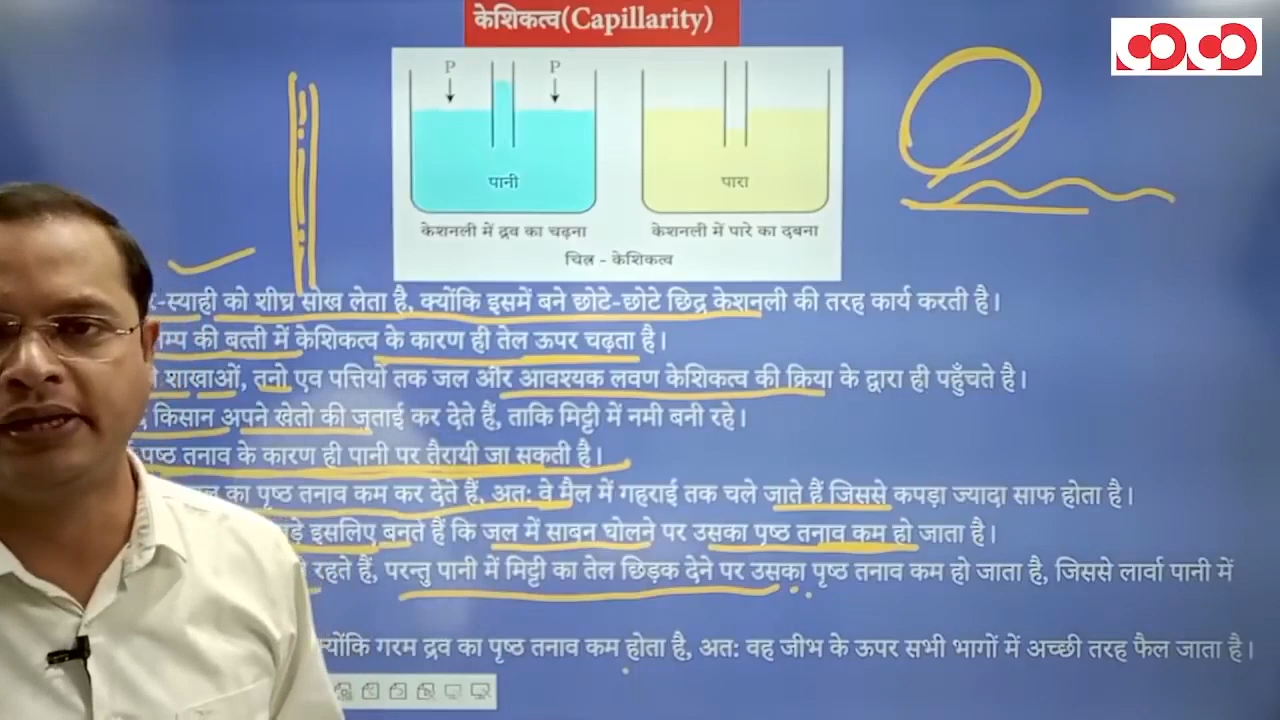 केशिकत्व(Capillarity)
P P
पानी
पारा
केशनली में द्रव का चढ़ना
केशनली में पारे का दबना
चित्र - केशिकत्व
-स्याही को शीघ्र सोख लेता है, क्योंकि इसमें बने छोटे-छोटे छिद्र केशनली की तरह कार्य करती है।
की बत्ती में केशिकत्व के कारण ही तेल ऊपर चढ़ता है।
शाखाओं, तनो एव पत्तियों तक जल और आवश्यक लवण केशिकत्व की क्रिया के द्वारा ही पहुँचते है।
किसान अपने खेतो की जुताई कर देते हैं, ताकि मिट्टी में नमी बनी रहे।
पृष्ठ तनाव के कारण ही पानी पर तैरायी जा सकती है।
का पृष्ठ तनाव कम कर देते हैं, अत: वे मैल में गहराई तक चले जाते हैं जिससे कपड़ा ज्यादा साफ होता है।
इसलिए बनते हैं कि जल में साबन घोलने पर उसका पृष्ठ तनाव कम हो जाता है।
रहते हैं, परन्तु पानी में मिट्टी का तेल छिड़क देने पर उसका पृष्ठ तनाव कम हो जाता है, जिससे लार्वा पानी में
क्योंकि गरम द्रव का पृष्ठ तनाव कम होता है, अत: वह जीभ के ऊपर सभी भागों में अच्छी तरह फैल जाता है।